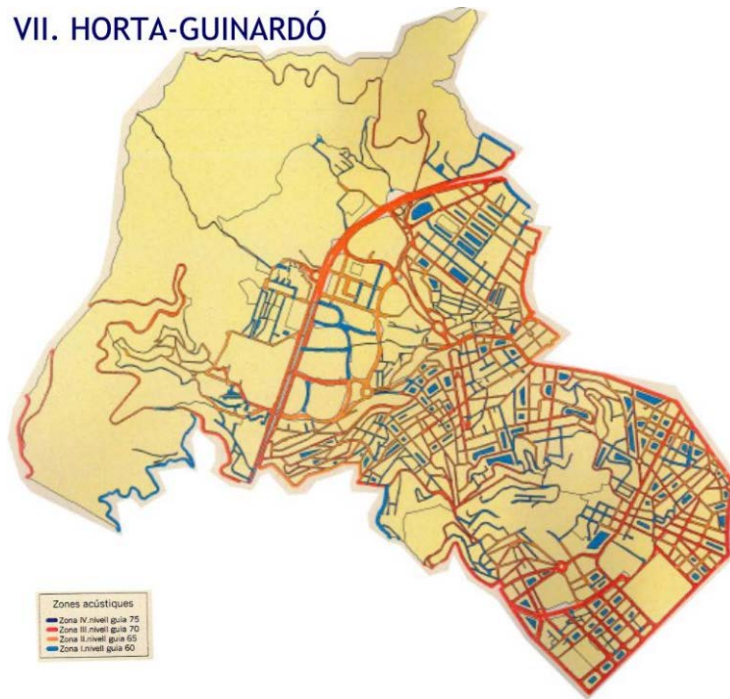 VII. HORTA-GUINARDÓ
Zones acústiques
Zona IV.nivell guia 75
Zona III.nivell guia 70
Zona II.nivell guia 65
Zona I.nivell guia 60